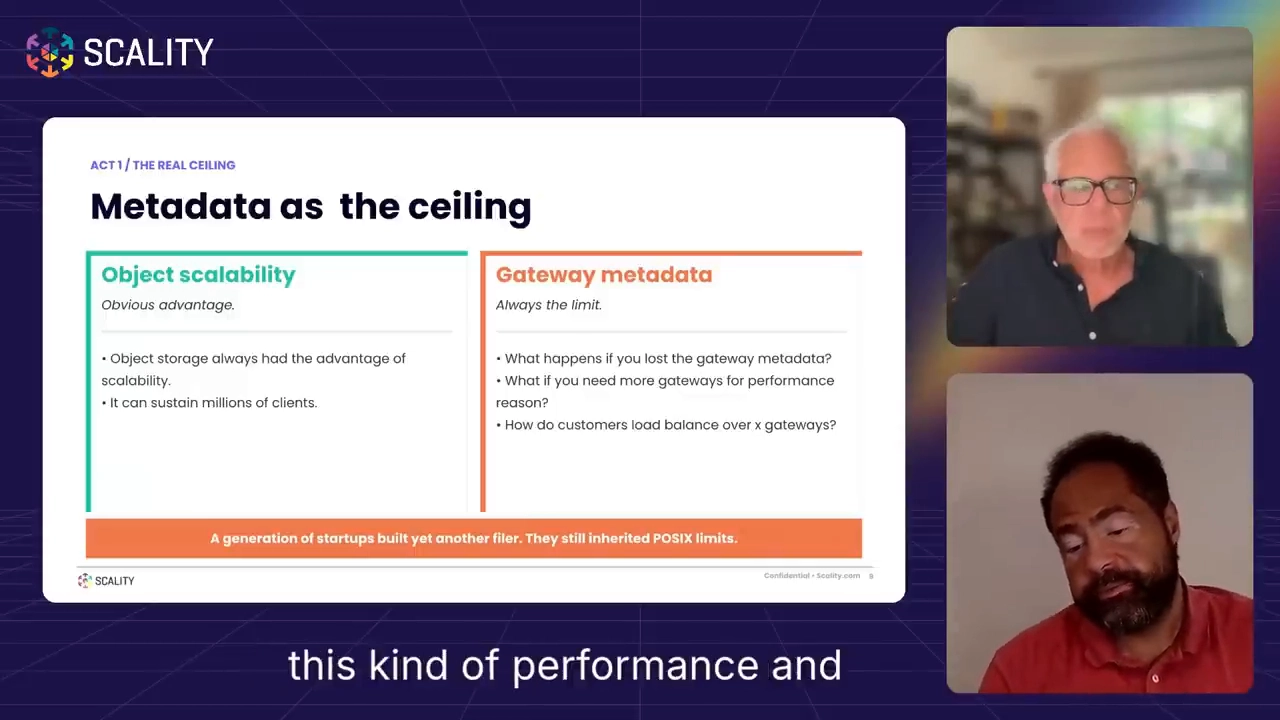 SCALITY
ACT 1 / THE REAL CEILING
Metadata as  the ceiling
Object scalability
Obvious advantage.
• Object storage always had the advantage of
scalability.
• It can sustain millions of clients.
Gateway metadata
Always the limit.
• What happens if you lost the gateway metadata?
• What if you need more gateways for performance
reason?
• How do customers load balance over x gateways?
A generation of startups built yet another filer. They still inherited POSIX limits.
SCALITY
Confidential • Scality.com 9
this kind of performance and